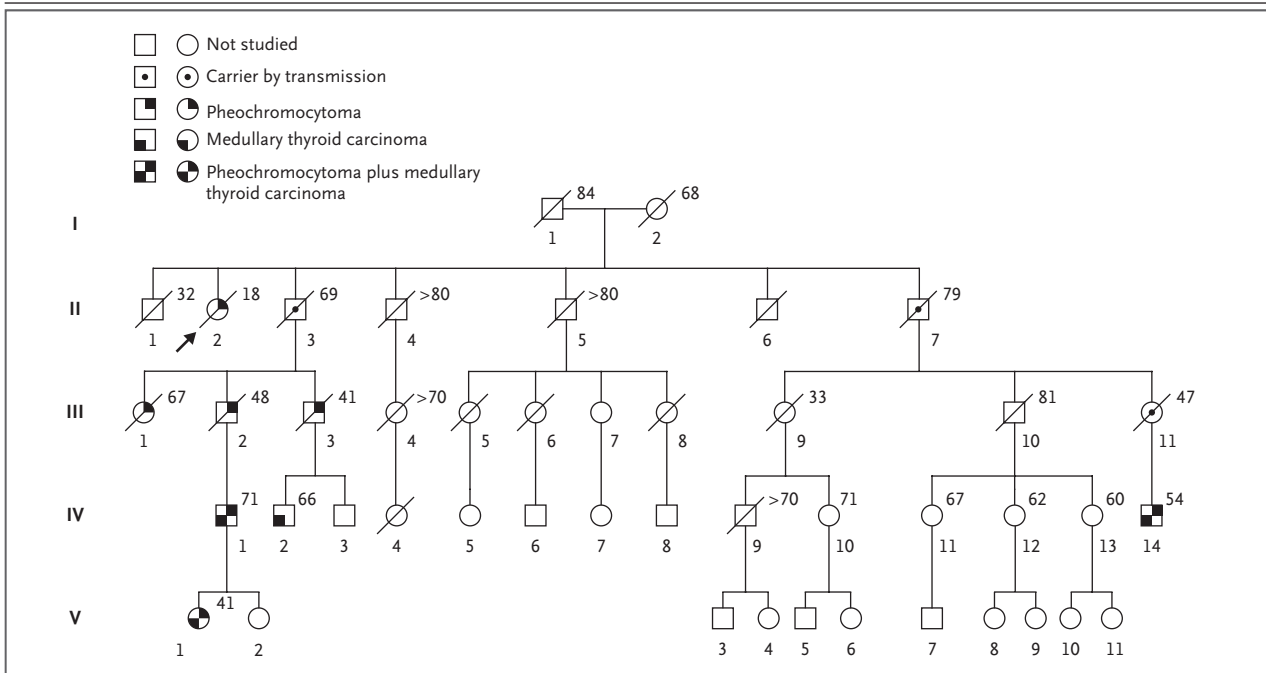 Not studied
Carrier by transmission
Pheochromocytoma
Medullary thyroid carcinoma
Pheochromocytoma plus medullary
thyroid carcinoma
84 68
I
1 2
32 18 69 >80 >80 79
II
1 2 3 4 5 6 7
67 48 41 >70 33 81 47
III
1 2 3 4 5 6 7 8 9 10 11
71 66 >70 71 67 62 60 54
IV
1 2 3 4 5 6 7 8 9 10 11 12 13 14
41
V
1 2 3 4 5 6 7 8 9 10 11